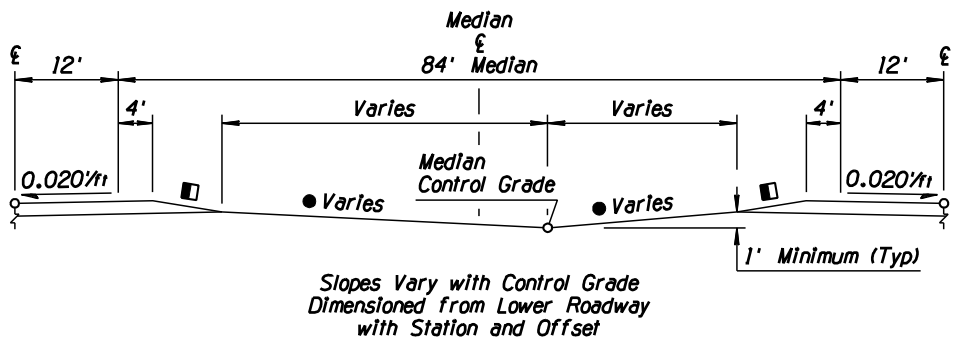 Median
℄
℄
℄
12'
84' Median
12'
4'
Varies
Varies
4'
0.020'/ft
Median
Control Grade
0.020'/ft
Varies
Varies
1' Minimum (Typ)
Slopes Vary with Control Grade
Dimensioned from Lower Roadway
with Station and Offset